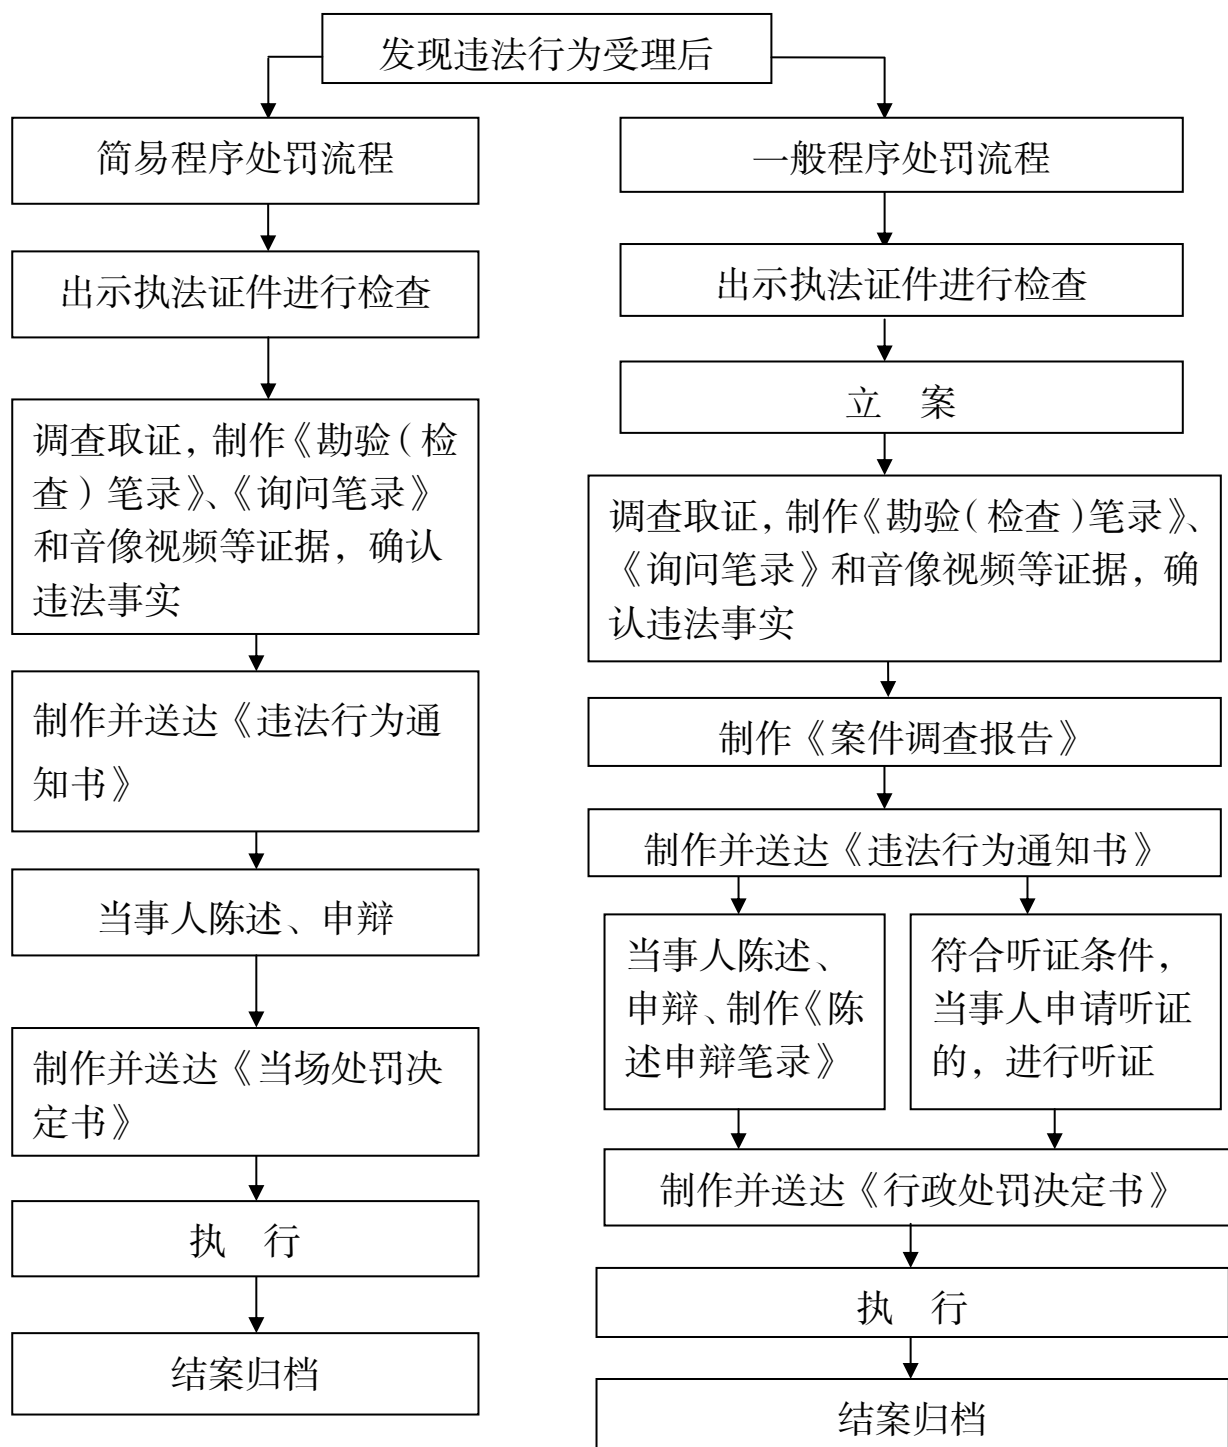 发现违法行为受理后
简易程序处罚流程
出示执法证件进行检查
调查取证，制作《勘验（检
查）笔录》、《询问笔录》
和音像视频等证据，确认
违法事实
制作并送达《违法行为通
知书》
当事人陈述、申辩
制作并送达《当场处罚决
定书》
执　行
结案归档
一般程序处罚流程
出示执法证件进行检查
立　案
调查取证，制作《勘验（检查）笔录》、
《询问笔录》和音像视频等证据，确
认违法事实
制作《案件调查报告》
制作并送达《违法行为通知书》
当事人陈述、
申辩、制作《陈
述申辩笔录》
符合听证条件，
当事人申请听证
的，进行听证
制作并送达《行政处罚决定书》
执　行
结案归档